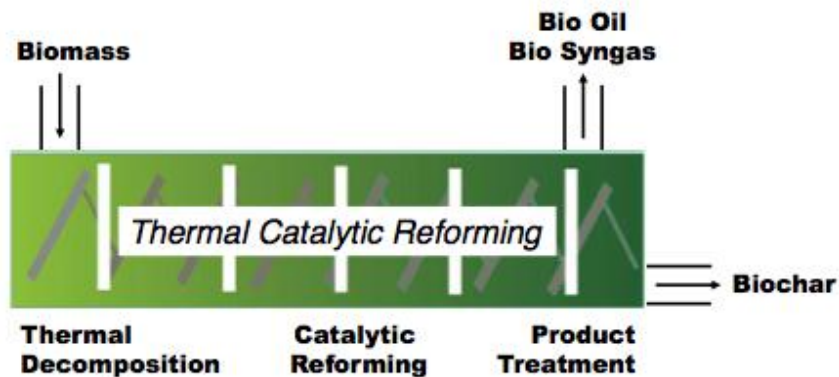 Biomass
Bio Oil
Bio Syngas
Thermal Catalytic Reforming
Biochar
Thermal
Decomposition
Catalytic
Reforming
Product
Treatment